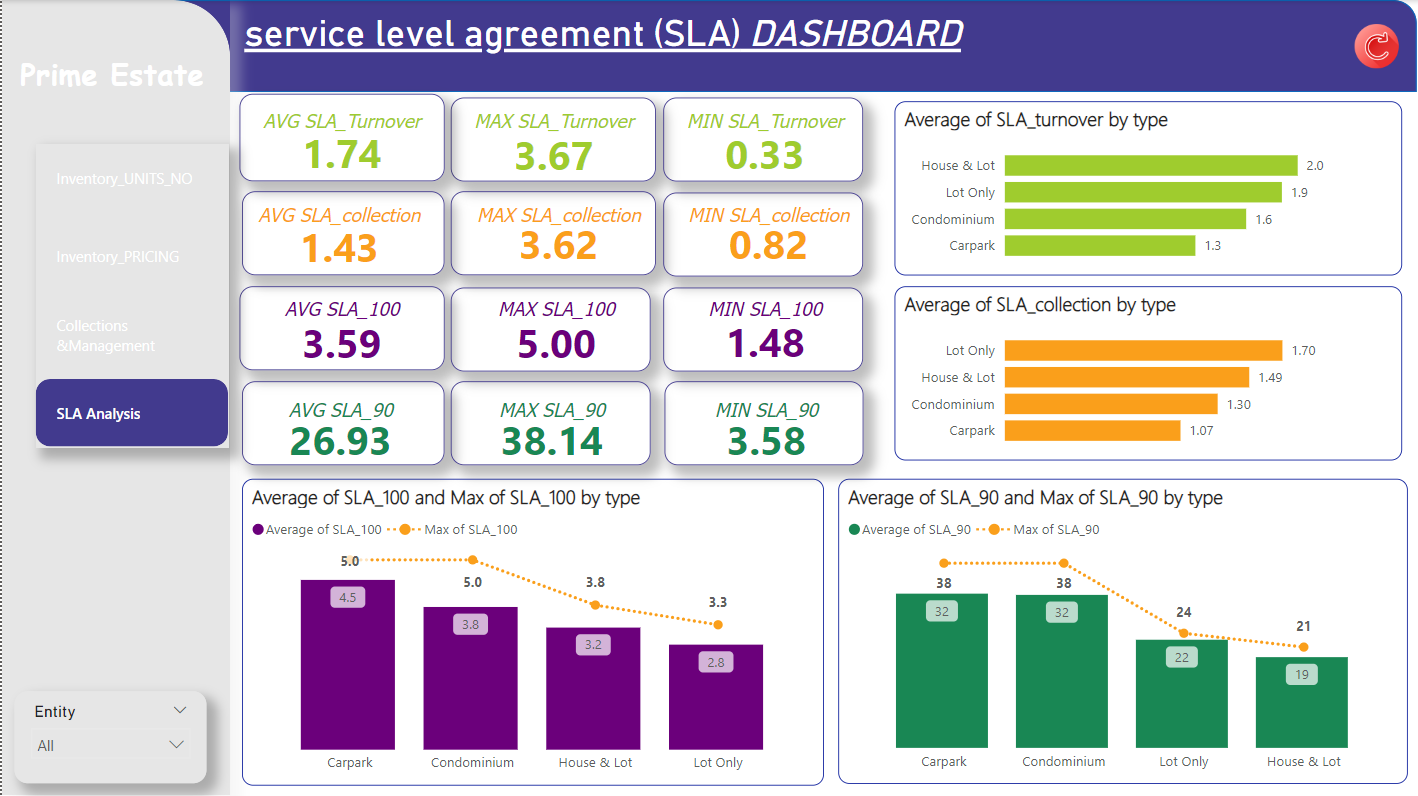 service level agreement (SLA) DASHBOARD
Prime Estate
Inventory_UNITS_NO
Inventory_PRICING
Collections
&Management
SLA Analysis
Entity
All
AVG SLA_Turnover
1.74
MAX SLA_Turnover
3.67
MIN SLA_Turnover
0.33
AVG SLA_collection
1.43
MAX SLA_collection
3.62
MIN SLA_collection
0.82
AVG SLA_100
3.59
MAX SLA_100
5.00
MIN SLA_100
1.48
AVG SLA_90
26.93
MAX SLA_90
38.14
MIN SLA_90
3.58
Average of SLA_turnover by type
House & Lot 2.0
Lot Only 1.9
Condominium 1.6
Carpark 1.3
Average of SLA_collection by type
Lot Only 1.70
House & Lot 1.49
Condominium 1.30
Carpark 1.07
Average of SLA_100 and Max of SLA_100 by type
Average of SLA_100 Max of SLA_100
5.0 5.0 3.8 3.3
4.5 3.8 3.2 2.8
Carpark Condominium House & Lot Lot Only
Average of SLA_90 and Max of SLA_90 by type
Average of SLA_90 Max of SLA_90
38 38 24 21
32 32 22 19
Carpark Condominium Lot Only House & Lot